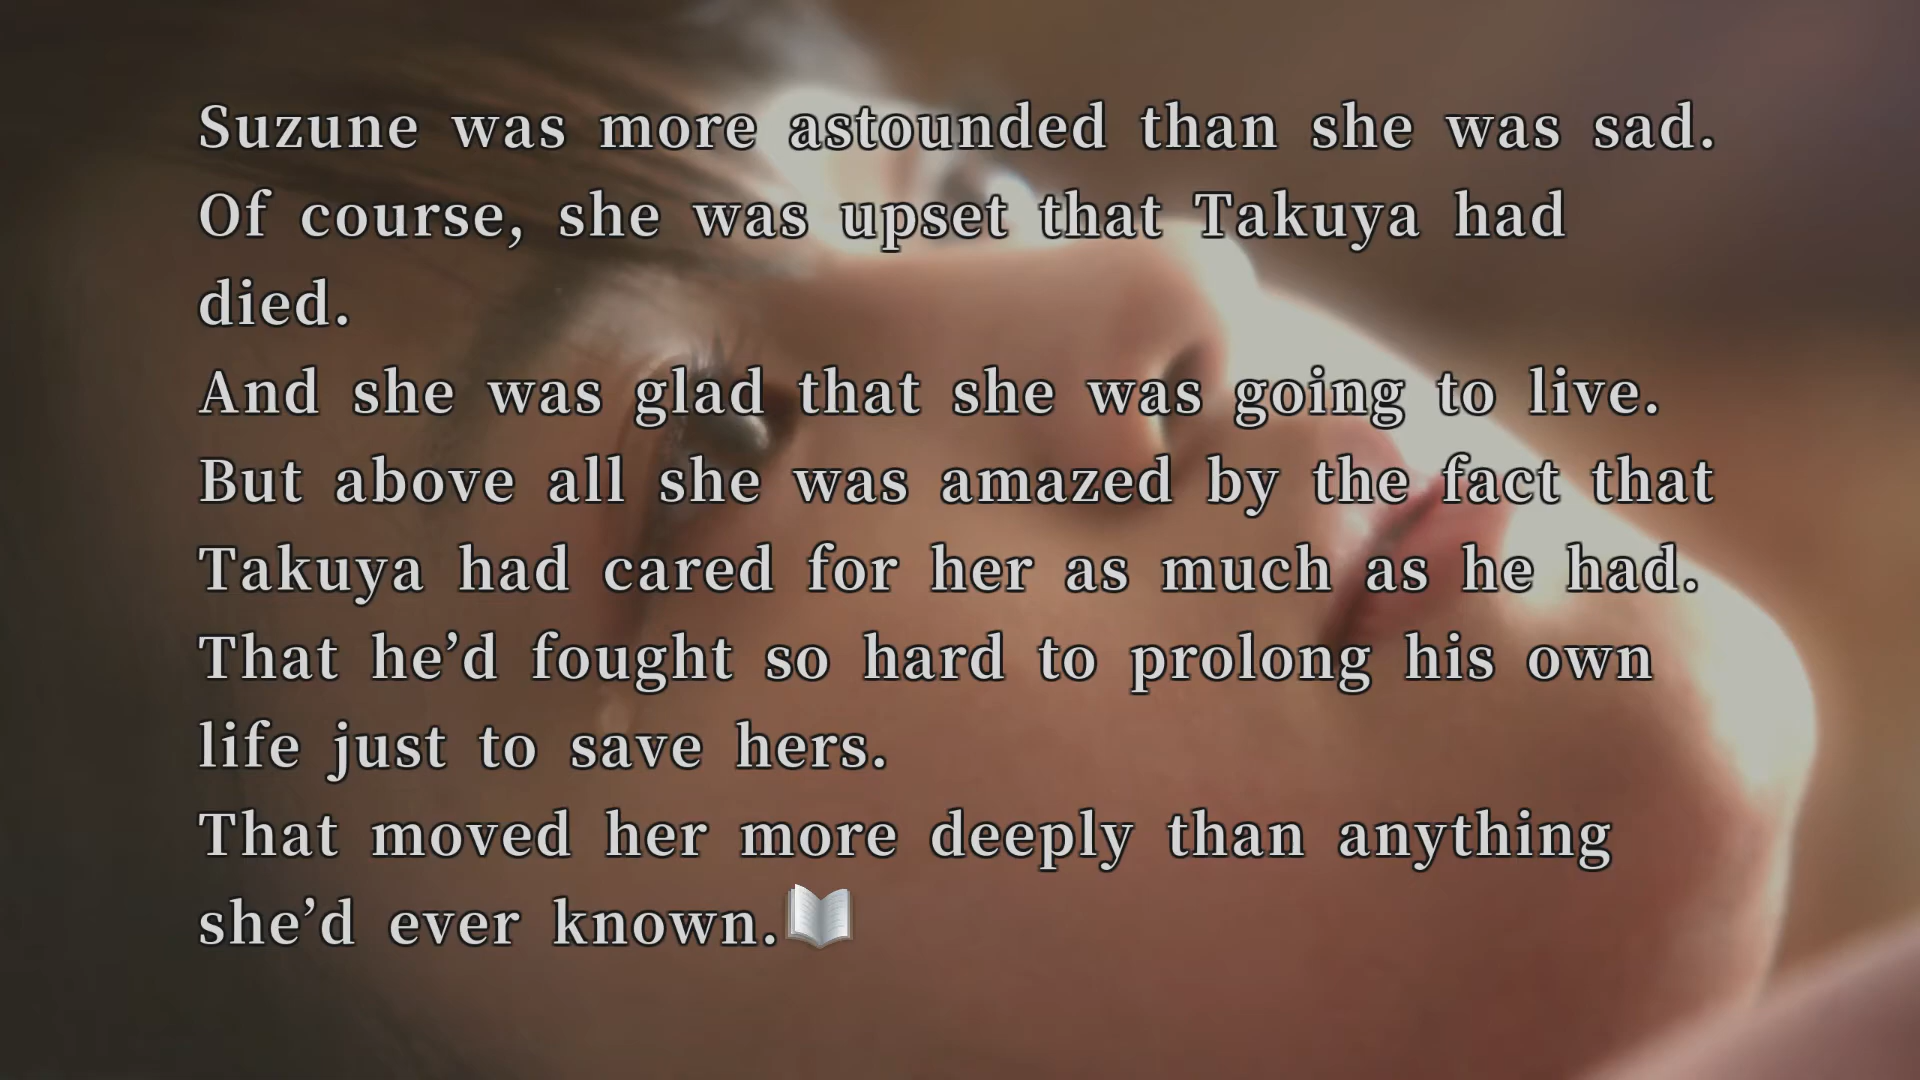 Suzune was more astounded than she was sad.
Of course, she was upset that Takuya had
died.
And she was glad that she was going to live.
But above all she was amazed by the fact that
Takuya had cared for her as much as he had.
That he’d fought so hard to prolong his own
life just to save hers.
That moved her more deeply than anything
she’d ever known.